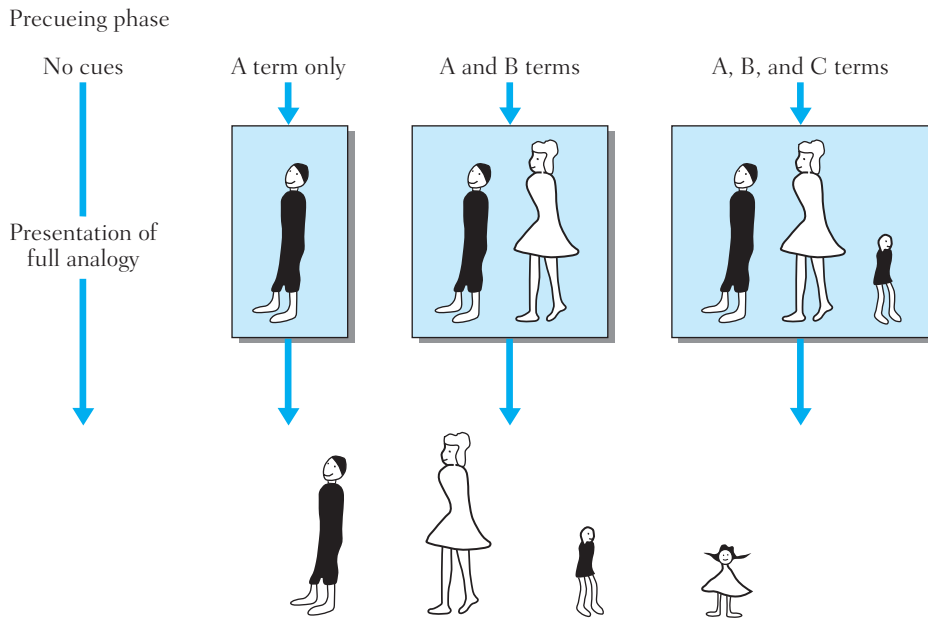 Precueing phase
No cues
A term only
A and B terms
A, B, and C terms
Presentation of
full analogy